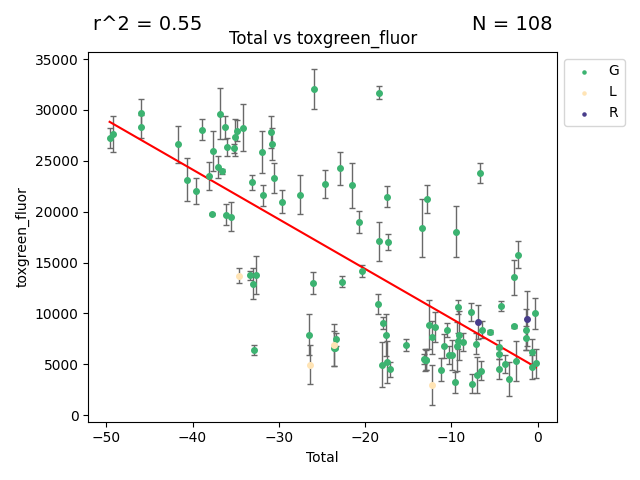 r^2 = 0.55 N = 108
Total vs toxgreen_fluor
35000
30000
25000
20000
15000
10000
5000
0
toxgreen_fluor
−50 −40 −30 −20 −10 0
Total
G
L
R